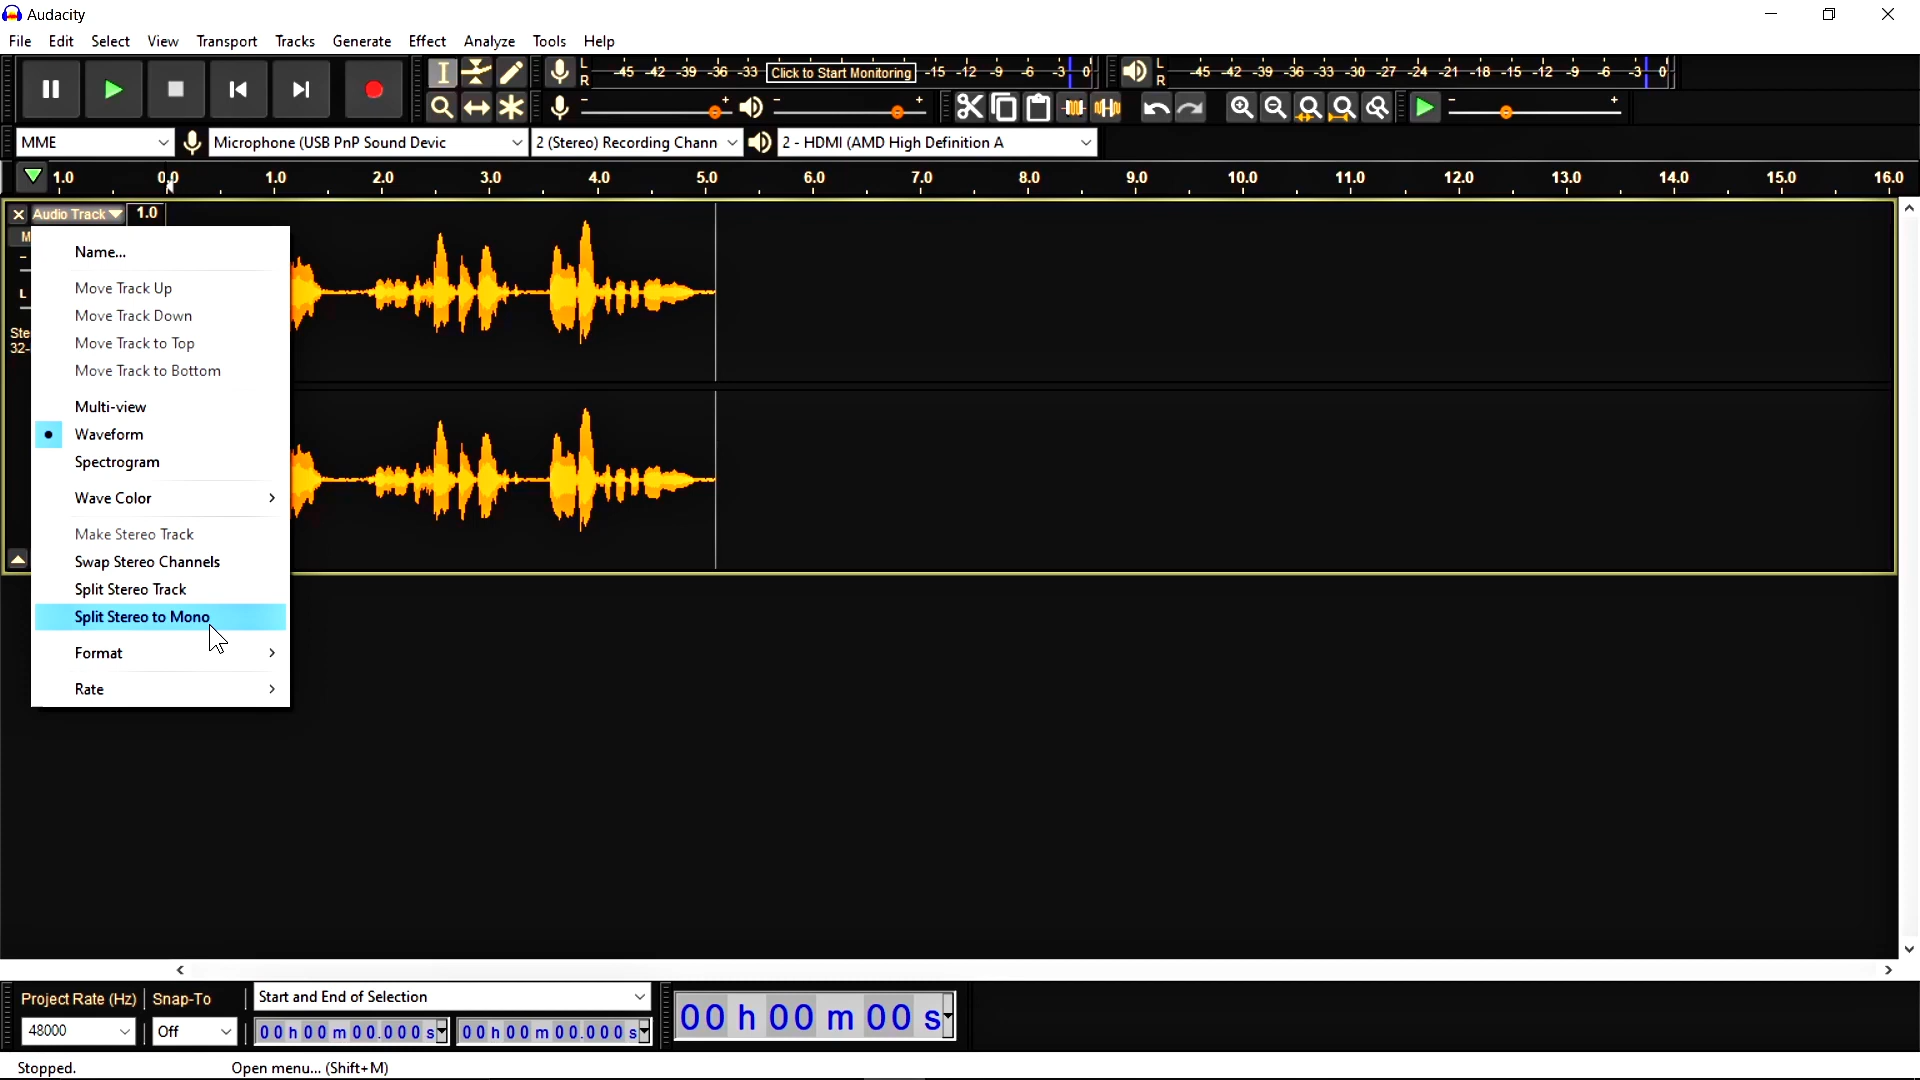 Audacity
File Edit Select View Transport Tracks Generate Effect Analyze Tools Help
L R -45 -42 -39 -36 -33 Click to Start Monitoring -15 -12 -9 -6 -3 0 L R -45 -42 -39 -36 -33 -30 -27 -24 -21 -18 -15 -12 -9 -6 -3 0
- + - + - +
MME Microphone (USB PnP Sound Devic 2 (Stereo) Recording Chann 2 - HDMI (AMD High Definition A
1.0 0.0 1.0 2.0 3.0 4.0 5.0 6.0 7.0 8.0 9.0 10.0 11.0 12.0 13.0 14.0 15.0 16.0
Audio Track 1.0
M
-
L
Ste
32-
Name...
Move Track Up
Move Track Down
Move Track to Top
Move Track to Bottom
Multi-view
Waveform
Spectrogram
Wave Color
Make Stereo Track
Swap Stereo Channels
Split Stereo Track
Split Stereo to Mono
Format
Rate
Project Rate (Hz) Snap-To Start and End of Selection
48000 Off 00 h 00 m 00.000 s 00 h 00 m 00.000 s 00 h 00 m 00 s
Stopped. Open menu... (Shift+M)